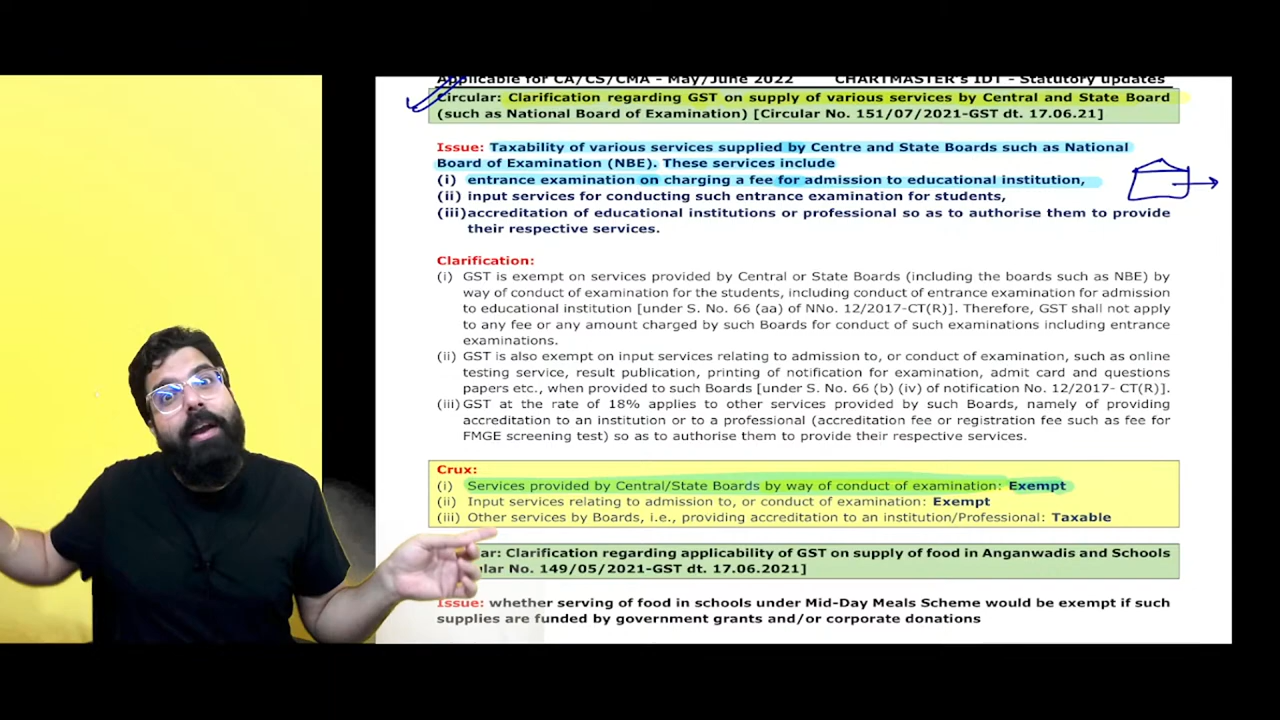 Applicable for CA/CS/CMA - May/June 2022 CHARTMASTER's IDT - Statutory updates
Circular: Clarification regarding GST on supply of various services by Central and State Board
(such as National Board of Examination) [Circular No. 151/07/2021-GST dt. 17.06.21]
Issue: Taxability of various services supplied by Centre and State Boards such as National
Board of Examination (NBE). These services include
(i) entrance examination on charging a fee for admission to educational institution,
(ii) input services for conducting such entrance examination for students,
(iii) accreditation of educational institutions or professional so as to authorise them to provide
their respective services.
Clarification:
(i) GST is exempt on services provided by Central or State Boards (including the boards such as NBE) by
way of conduct of examination for the students, including conduct of entrance examination for admission
to educational institution [under S. No. 66 (aa) of NNo. 12/2017-CT(R)]. Therefore, GST shall not apply
to any fee or any amount charged by such Boards for conduct of such examinations including entrance
examinations.
(ii) GST is also exempt on input services relating to admission to, or conduct of examination, such as online
testing service, result publication, printing of notification for examination, admit card and questions
papers etc., when provided to such Boards [under S. No. 66 (b) (iv) of notification No. 12/2017- CT(R)].
(iii) GST at the rate of 18% applies to other services provided by such Boards, namely of providing
accreditation to an institution or to a professional (accreditation fee or registration fee such as fee for
FMGE screening test) so as to authorise them to provide their respective services.
Crux:
(i) Services provided by Central/State Boards by way of conduct of examination: Exempt
(ii) Input services relating to admission to, or conduct of examination: Exempt
(iii) Other services by Boards, i.e., providing accreditation to an institution/Professional: Taxable
ar: Clarification regarding applicability of GST on supply of food in Anganwadis and Schools
ular No. 149/05/2021-GST dt. 17.06.2021]
Issue: whether serving of food in schools under Mid-Day Meals Scheme would be exempt if such
supplies are funded by government grants and/or corporate donations